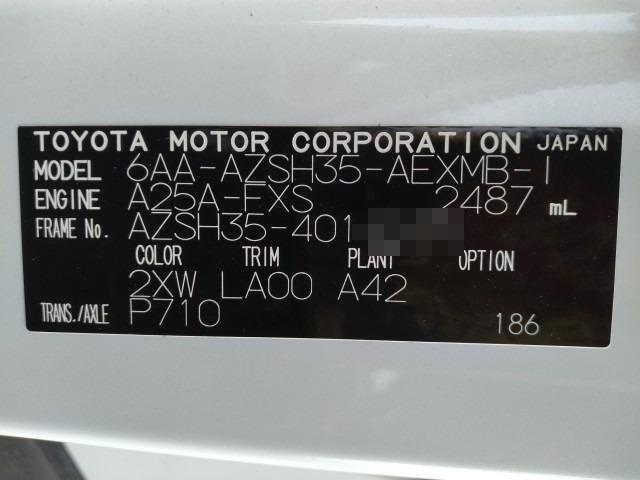 TOYOTA MOTOR CORPORATION JAPAN
MODEL 6AA-AZSH35-AEXMB-I
ENGINE A25A-FXS 2487 mL
FRAME No. AZSH35-401
COLOR TRIM PLANT OPTION
2XW LA00 A42
TRANS./AXLE P710 186